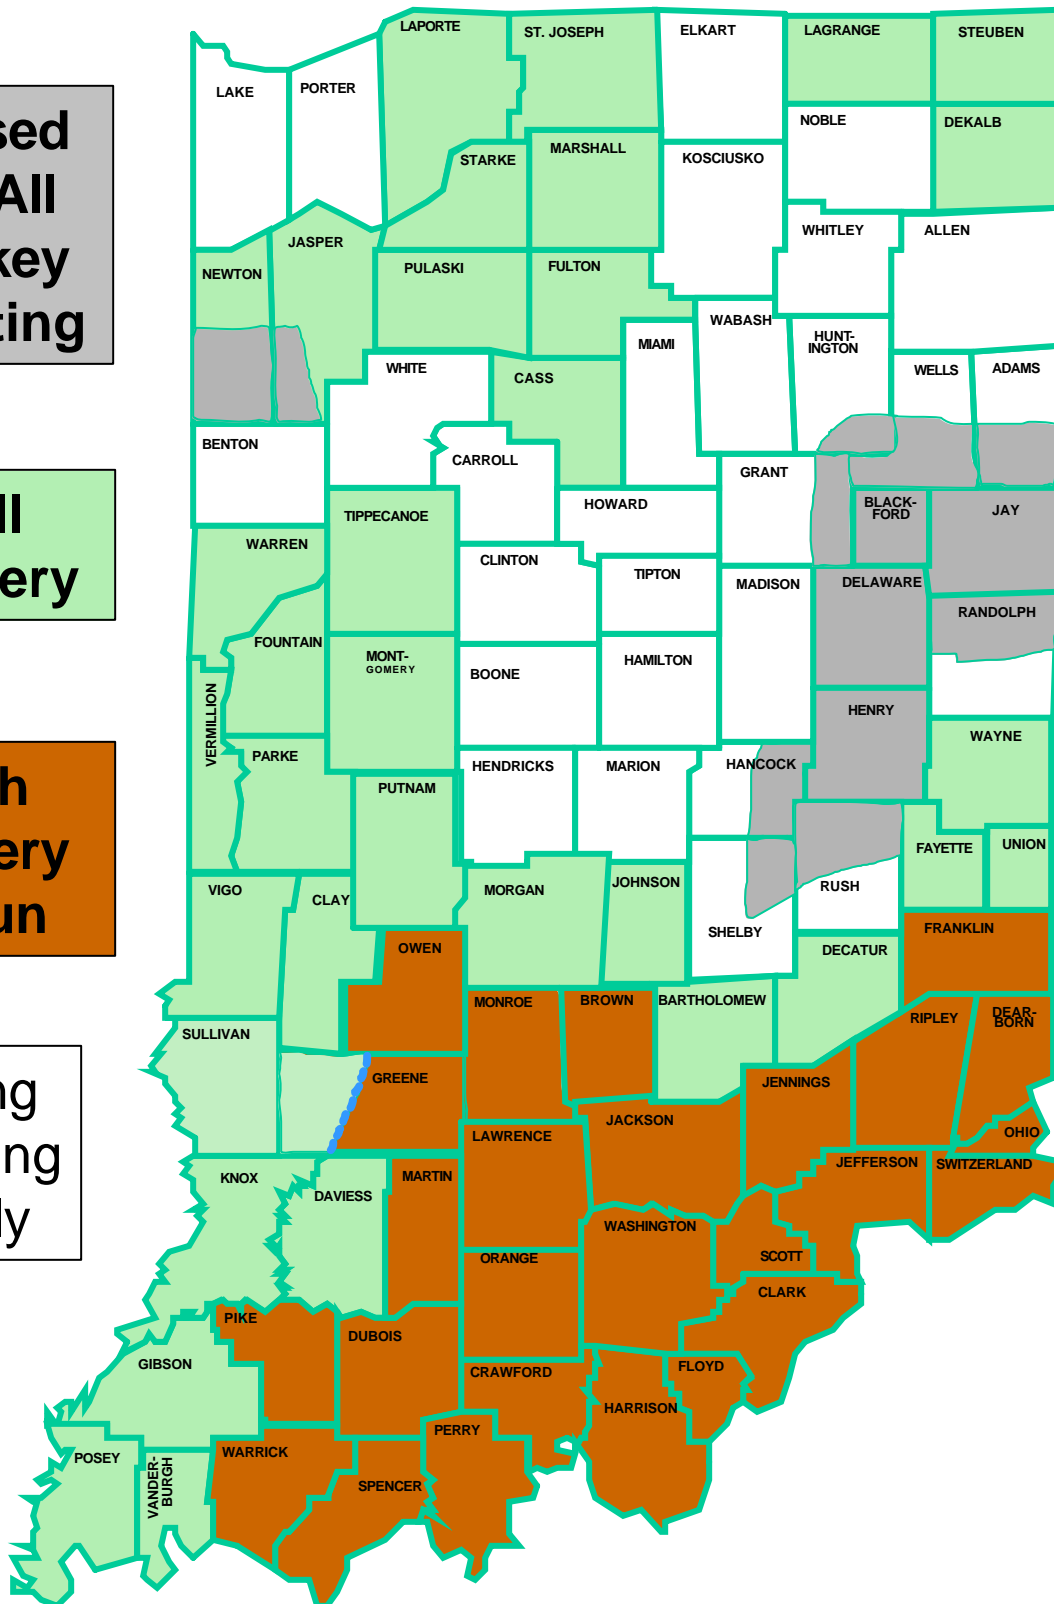 LAPORTE
ST. JOSEPH
ELKART
LAGRANGE
STEUBEN
LAKE
PORTER
NOBLE
DEKALB
STARKE
MARSHALL
KOSCIUSKO
WHITLEY
ALLEN
JASPER
NEWTON
PULASKI
FULTON
WABASH
MIAMI
HUNT-
INGTON
WHITE
CASS
WELLS
ADAMS
BENTON
CARROLL
GRANT
HOWARD
BLACK-
FORD
JAY
TIPPECANOE
WARREN
CLINTON
TIPTON
MADISON
DELAWARE
RANDOLPH
FOUNTAIN
MONT-
GOMERY
BOONE
HAMILTON
HENRY
VERMILLION
WAYNE
PARKE
HENDRICKS
MARION
HANCOCK
PUTNAM
FAYETTE
UNION
VIGO
CLAY
MORGAN
JOHNSON
RUSH
SHELBY
FRANKLIN
OWEN
DECATUR
MONROE
BROWN
BARTHOLOMEW
RIPLEY
DEAR-
BORN
SULLIVAN
GREENE
JENNINGS
LAWRENCE
JACKSON
OHIO
KNOX
DAVIESS
MARTIN
JEFFERSON
SWITZERLAND
WASHINGTON
ORANGE
SCOTT
CLARK
PIKE
DUBOIS
GIBSON
CRAWFORD
FLOYD
HARRISON
PERRY
POSEY
VANDER-
BURGH
WARRICK
SPENCER
sed
All
key
ting
ll
ery
h
ery
un
ng
ng
ly